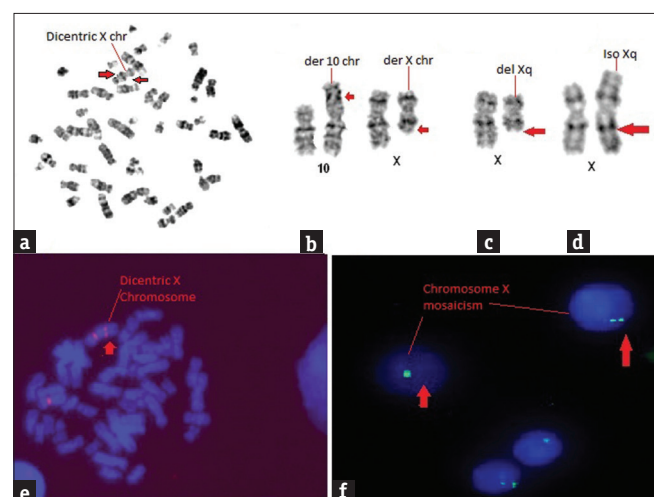 Dicentric X chr
a
der 10 chr
der X chr
10
X
b
del Xq
X
c
Iso Xq
X
d
Dicentric X
Chromosome
e
Chromosome X
mosaicism
f